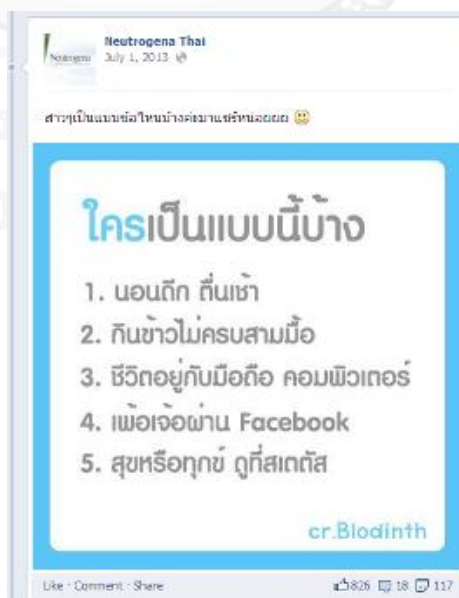 Neutrogena Thai
Neutrogena July 1, 2013
สาวๆเป็นแบบข้อไหนบ้างค่ะมาแชร์หน่อยยย
ใครเป็นแบบนี้บ้าง
1. นอนดึก ตื่นเช้า
2. กินข้าวไม่ครบสามมื้อ
3. ชีวิตอยู่กับมือถือ คอมพิวเตอร์
4. เพ้อเจ้อผ่าน Facebook
5. สุขหรือทุกข์ ดูที่สเตตัส
cr.Blodinth
Like · Comment · Share 826 18 117